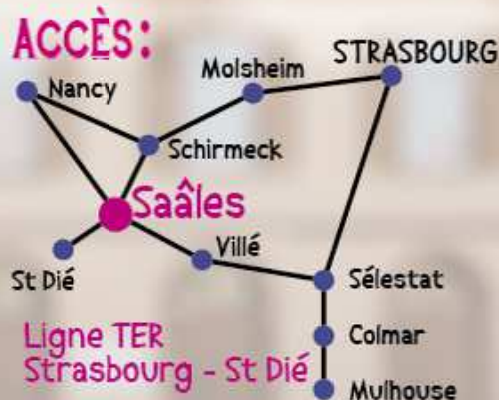 ACCÈS:
STRASBOURG
Molsheim
Nancy
Schirmeck
Saâles
Villé
St Dié
Sélestat
Ligne TER
Strasbourg - St Dié
Colmar
Mulhouse